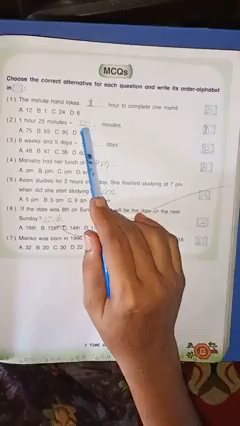 MCQs
Choose the correct alternative for each question and write its order-alphabet
in
(1) The minute hand takes 1 hour to complete one round.
A. 12 B. 1 C. 24 D. 6
(2) 1 hour 25 minutes = minutes.
A. 75 B. 65 C. 95 D.
(3) 6 weeks and 5 days = days.
A. 46 B. 47 C. 36 D.
(4) Manisha had her lunch at
A. am B. pm C. cm D.
(5) studies for 2 hours in day. She finished studying at 7 pm
when did she start studying
A. 5 pm B. 5 am C. 9 am
(6) If the date was 8th on Sun will be the date on the next
Sunday?
A. 16th B. 15th C. 14th D.
(7) was born in 1996
A. 32 B. 20 C. 30 D. 22